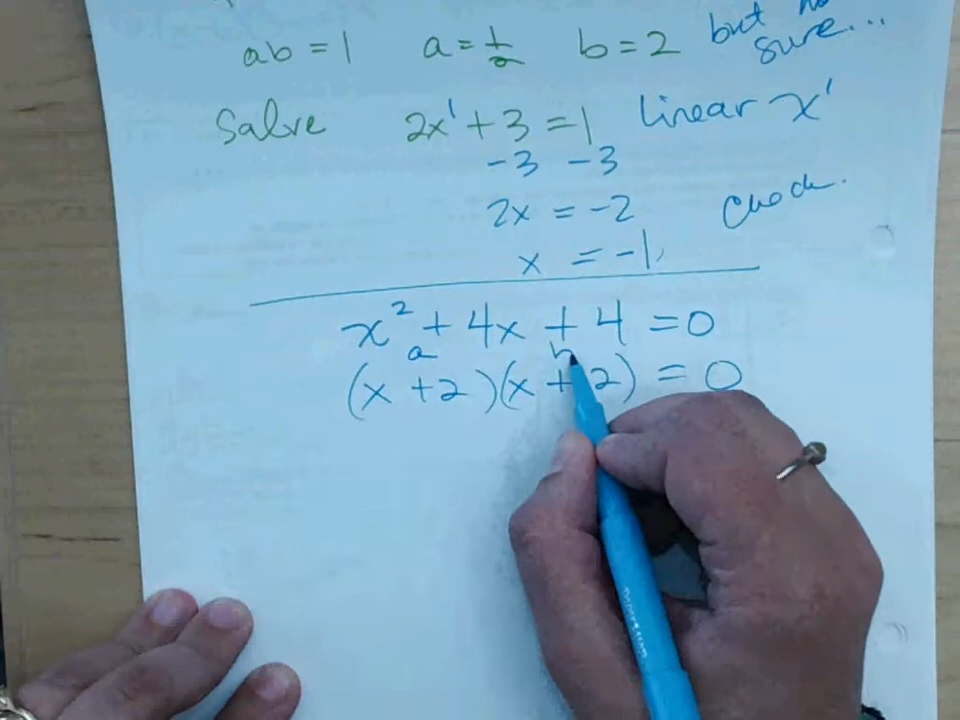 ab = 1 a = 1/2 b = 2 but no sure...
Solve 2x¹ + 3 = 1 linear x¹
-3 -3
2x = -2 check.
x = -1
x² + 4x + 4 = 0
a b
(x + 2)(x + 2) = 0